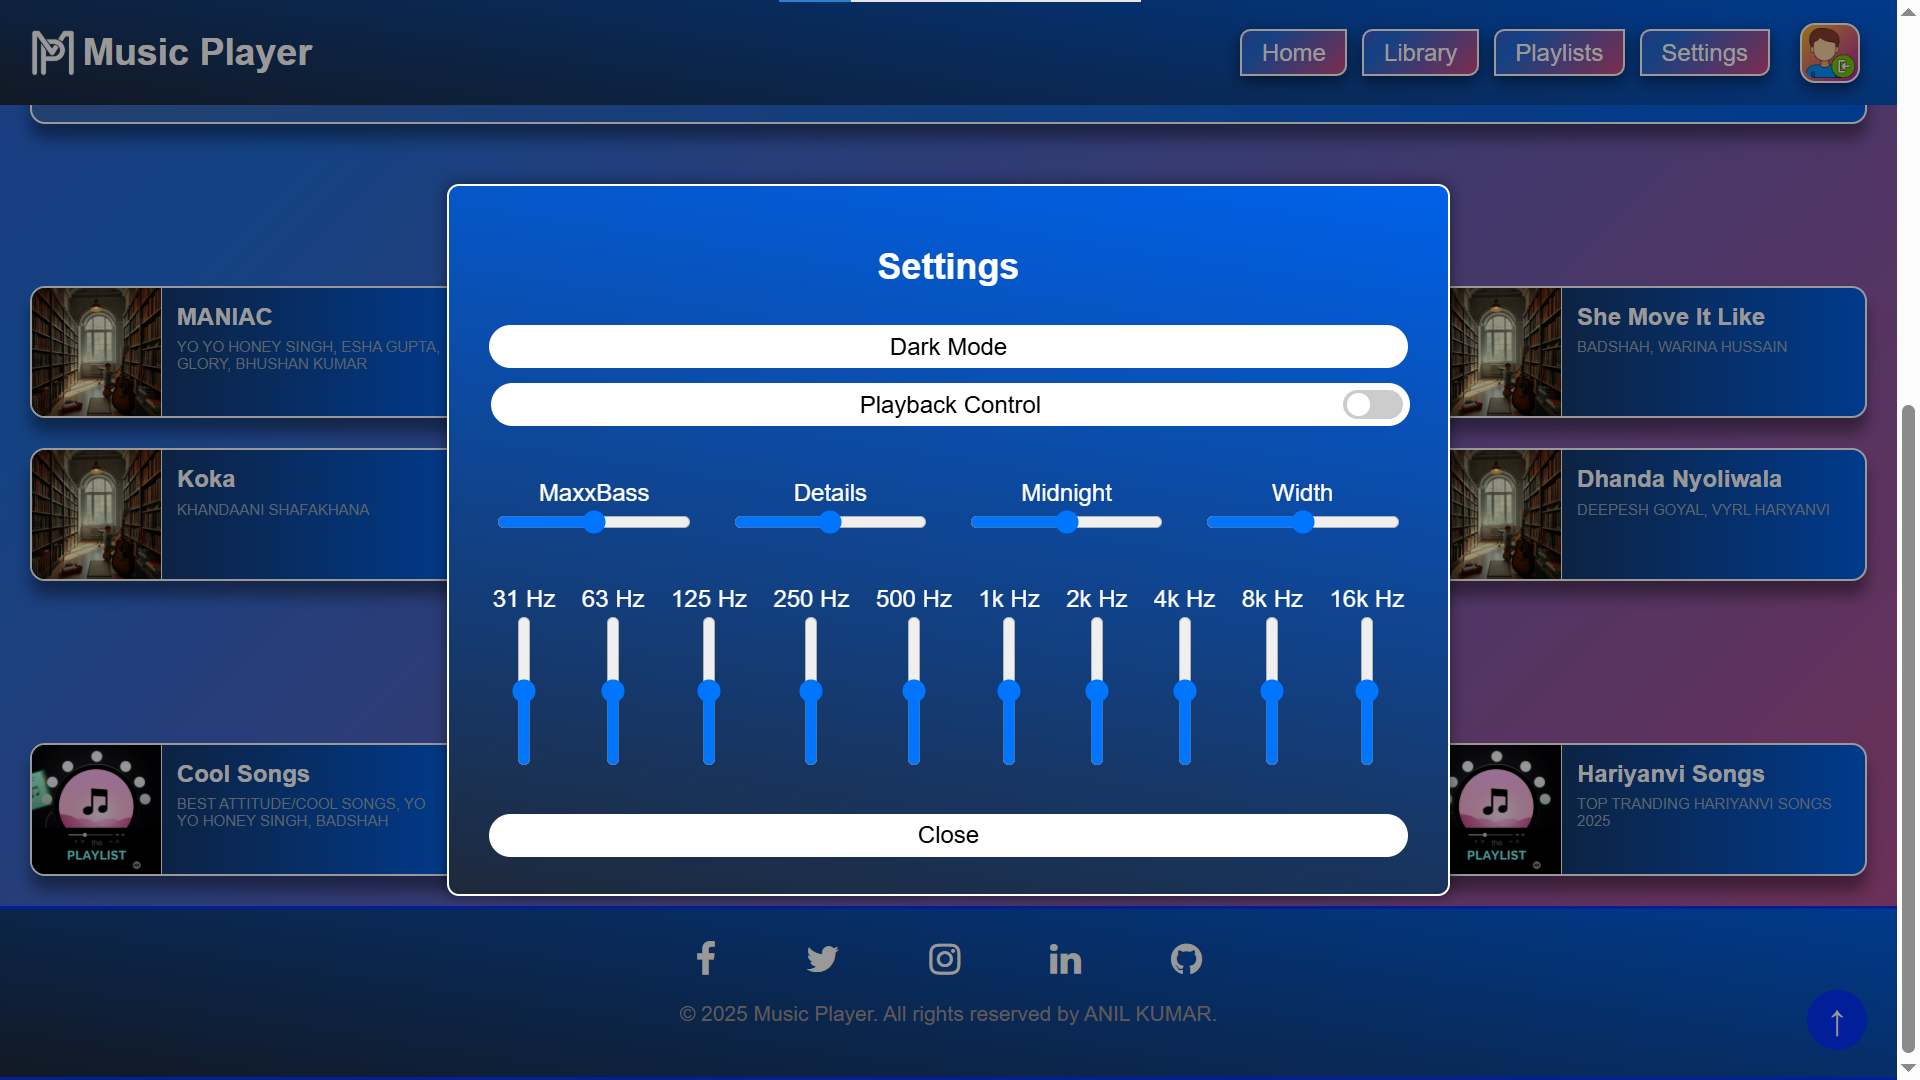 Music Player
Home
Library
Playlists
Settings
Settings
Dark Mode
Playback Control
MaxxBass
Details
Midnight
Width
31 Hz
63 Hz
125 Hz
250 Hz
500 Hz
1k Hz
2k Hz
4k Hz
8k Hz
16k Hz
Close
MANIAC
YO YO HONEY SINGH, ESHA GUPTA,
GLORY, BHUSHAN KUMAR
She Move It Like
BADSHAH, WARINA HUSSAIN
Koka
KHANDAANI SHAFAKHANA
Dhanda Nyoliwala
DEEPESH GOYAL, VYRL HARYANVI
the
PLAYLIST
Cool Songs
BEST ATTITUDE/COOL SONGS, YO
YO HONEY SINGH, BADSHAH
the
PLAYLIST
Hariyanvi Songs
TOP TRANDING HARIYANVI SONGS
2025
© 2025 Music Player. All rights reserved by ANIL KUMAR.